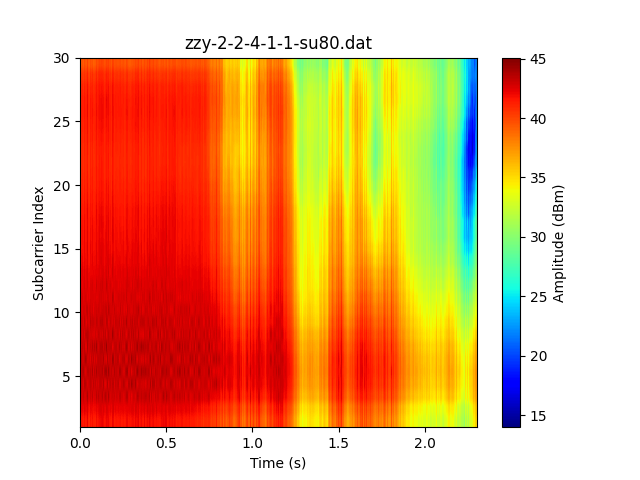 zzy-2-2-4-1-1-su80.dat
30
25
20
15
10
5
Subcarrier Index
0.0 0.5 1.0 1.5 2.0
Time (s)
45
40
35
30
25
20
15
Amplitude (dBm)